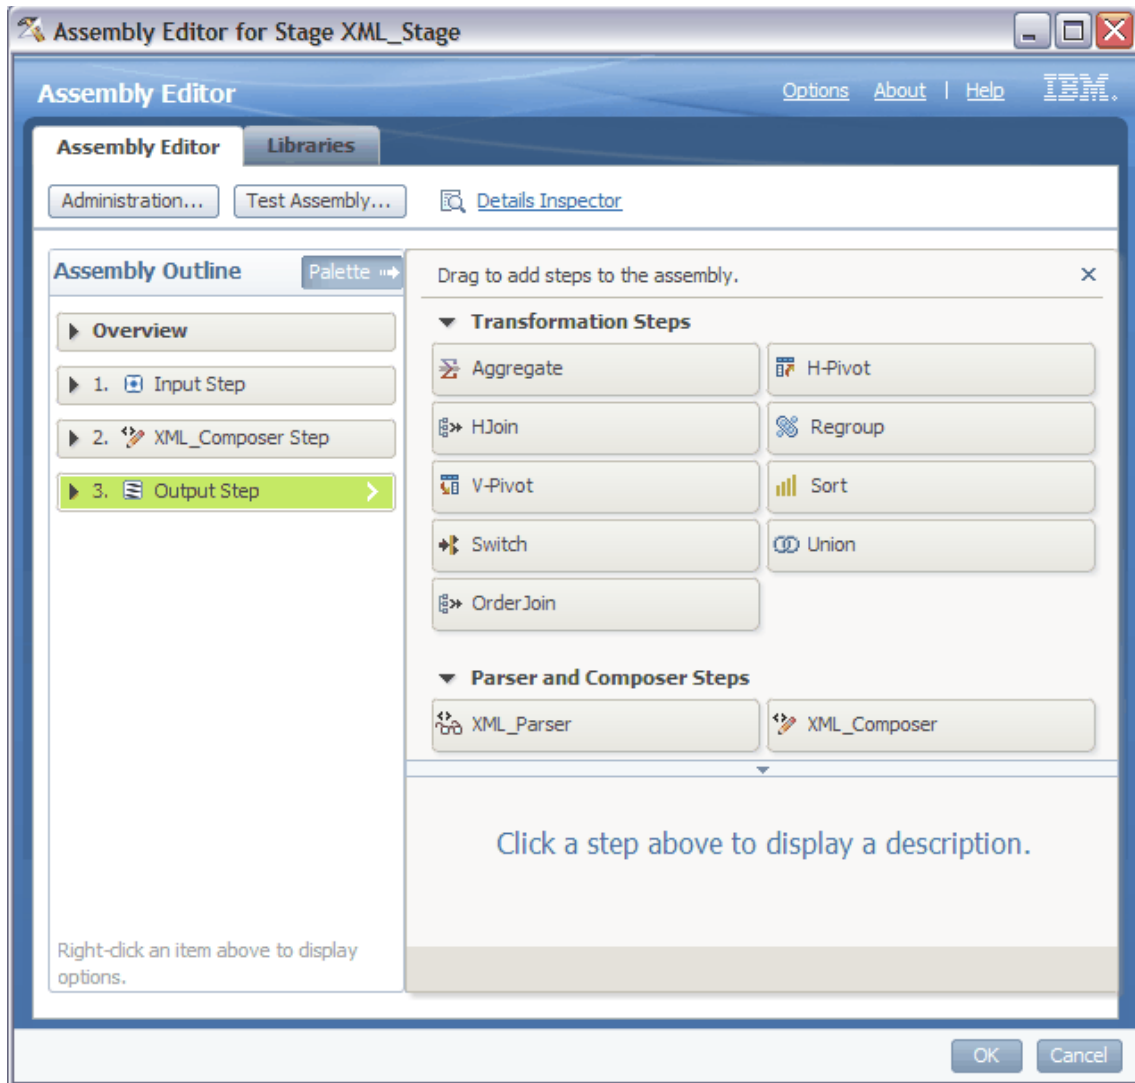 Assembly Editor for Stage XML_Stage
Assembly Editor
Options About | Help IBM.
Assembly Editor Libraries
Administration... Test Assembly... Details Inspector
Assembly Outline Palette
Overview
1. Input Step
2. XML_Composer Step
3. Output Step
Right-click an item above to display
options.
Drag to add steps to the assembly.
Transformation Steps
Aggregate H-Pivot
HJoin Regroup
V-Pivot Sort
Switch Union
OrderJoin
Parser and Composer Steps
XML_Parser XML_Composer
Click a step above to display a description.
OK Cancel